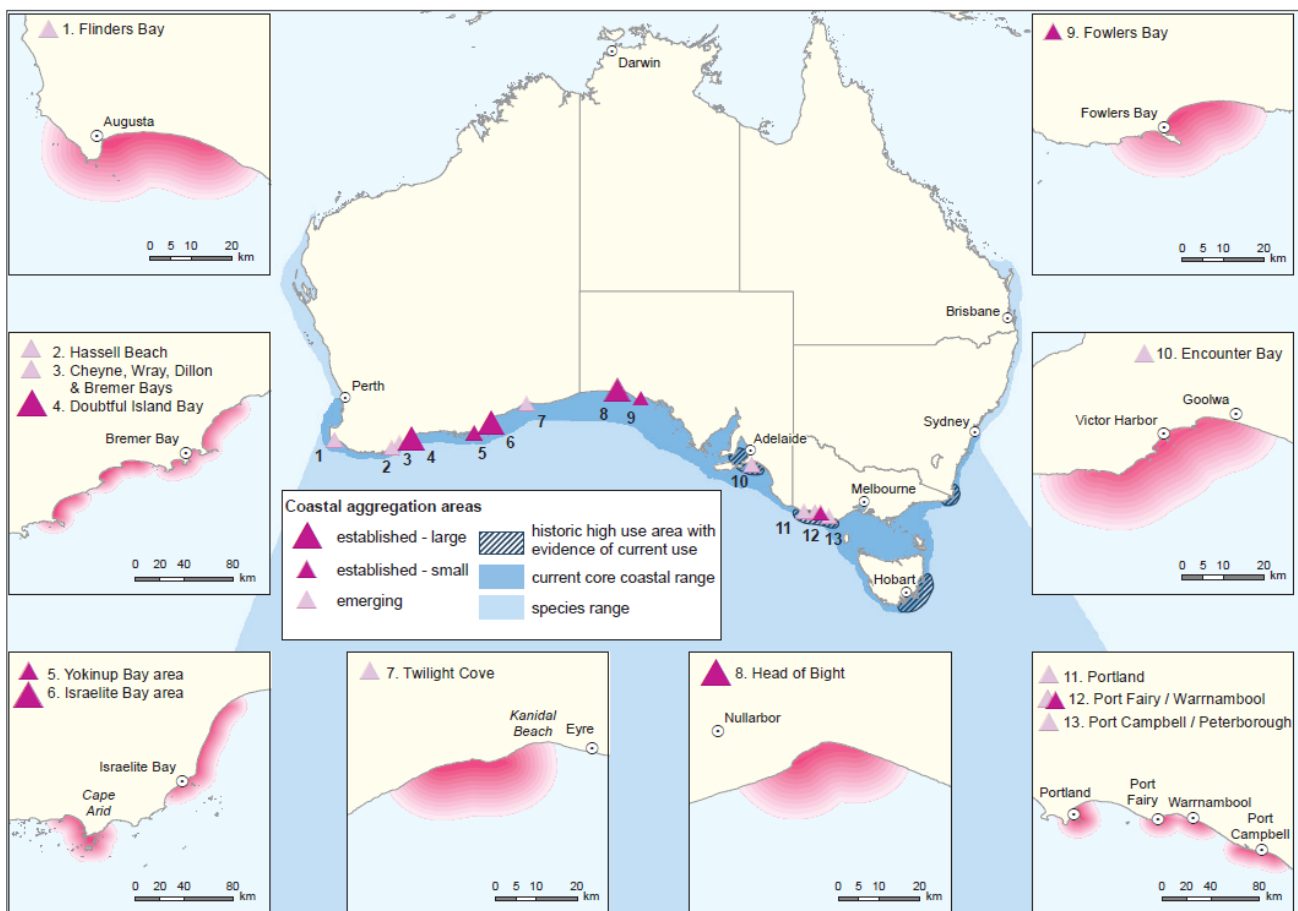 1. Flinders Bay
Augusta
0 5 10 20
km
2. Hassell Beach
3. Cheyne, Wray, Dillon
& Bremer Bays
4. Doubtful Island Bay
Bremer Bay
0 20 40 80
km
5. Yokinup Bay area
6. Israelite Bay area
Israelite Bay
Cape
Arid
0 20 40 80
km
Darwin
Brisbane
Perth
Sydney
Adelaide
Melbourne
Hobart
1
2
3
4
5
6
7
8
9
10
11
12
13
Coastal aggregation areas
established - large
established - small
emerging
historic high use area with
evidence of current use
current core coastal range
species range
7. Twilight Cove
Kanidal
Beach
Eyre
0 5 10 20
km
8. Head of Bight
Nullarbor
0 5 10 20
km
9. Fowlers Bay
Fowlers Bay
0 5 10 20
km
10. Encounter Bay
Goolwa
Victor Harbor
0 5 10 20
km
11. Portland
12. Port Fairy / Warrnambool
13. Port Campbell / Peterborough
Portland
Port
Fairy
Warrnambool
Port
Campbell
0 20 40 80
km